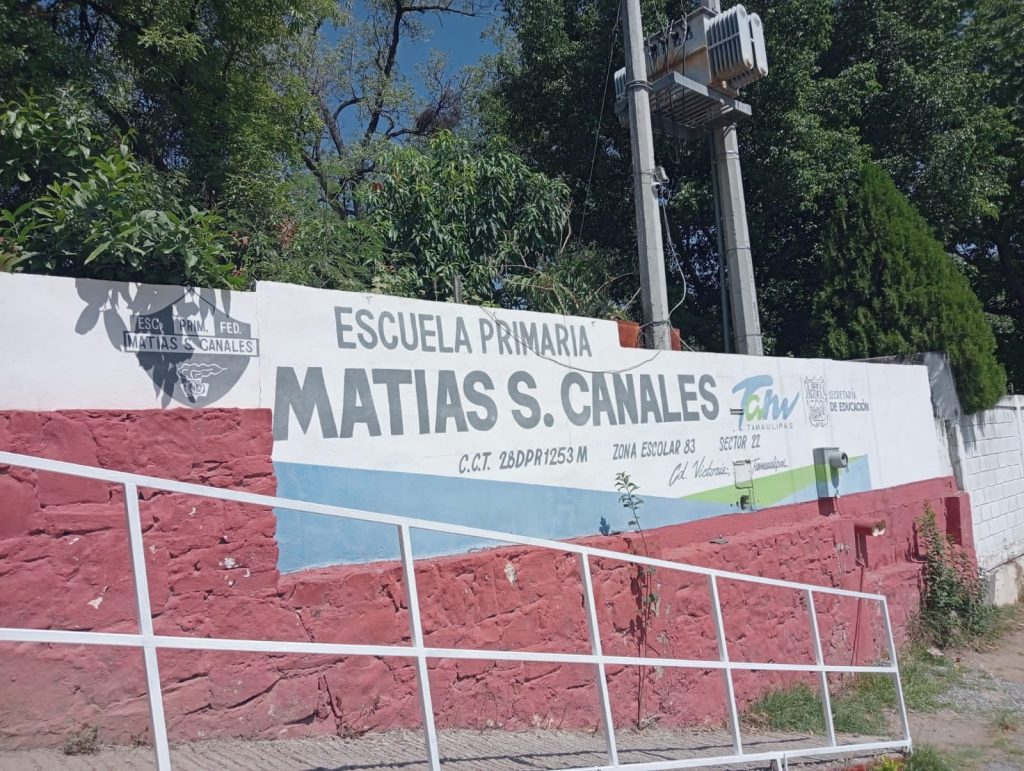 ESC. PRIM. FED.
MATIAS S. CANALES
ESCUELA PRIMARIA
MATIAS S. CANALES
Tam
TAMAULIPAS
SECRETARÍA
DE EDUCACIÓN
C.C.T. 28DPR1253M ZONA ESCOLAR 83 SECTOR 22
Cd. Victoria, Tamaulipas